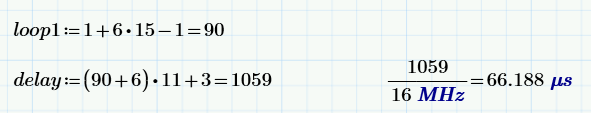 loop1 := 1 + 6 • 15 − 1 = 90
delay := (90 + 6) • 11 + 3 = 1059
1059
16 MHz
= 66.188 μs